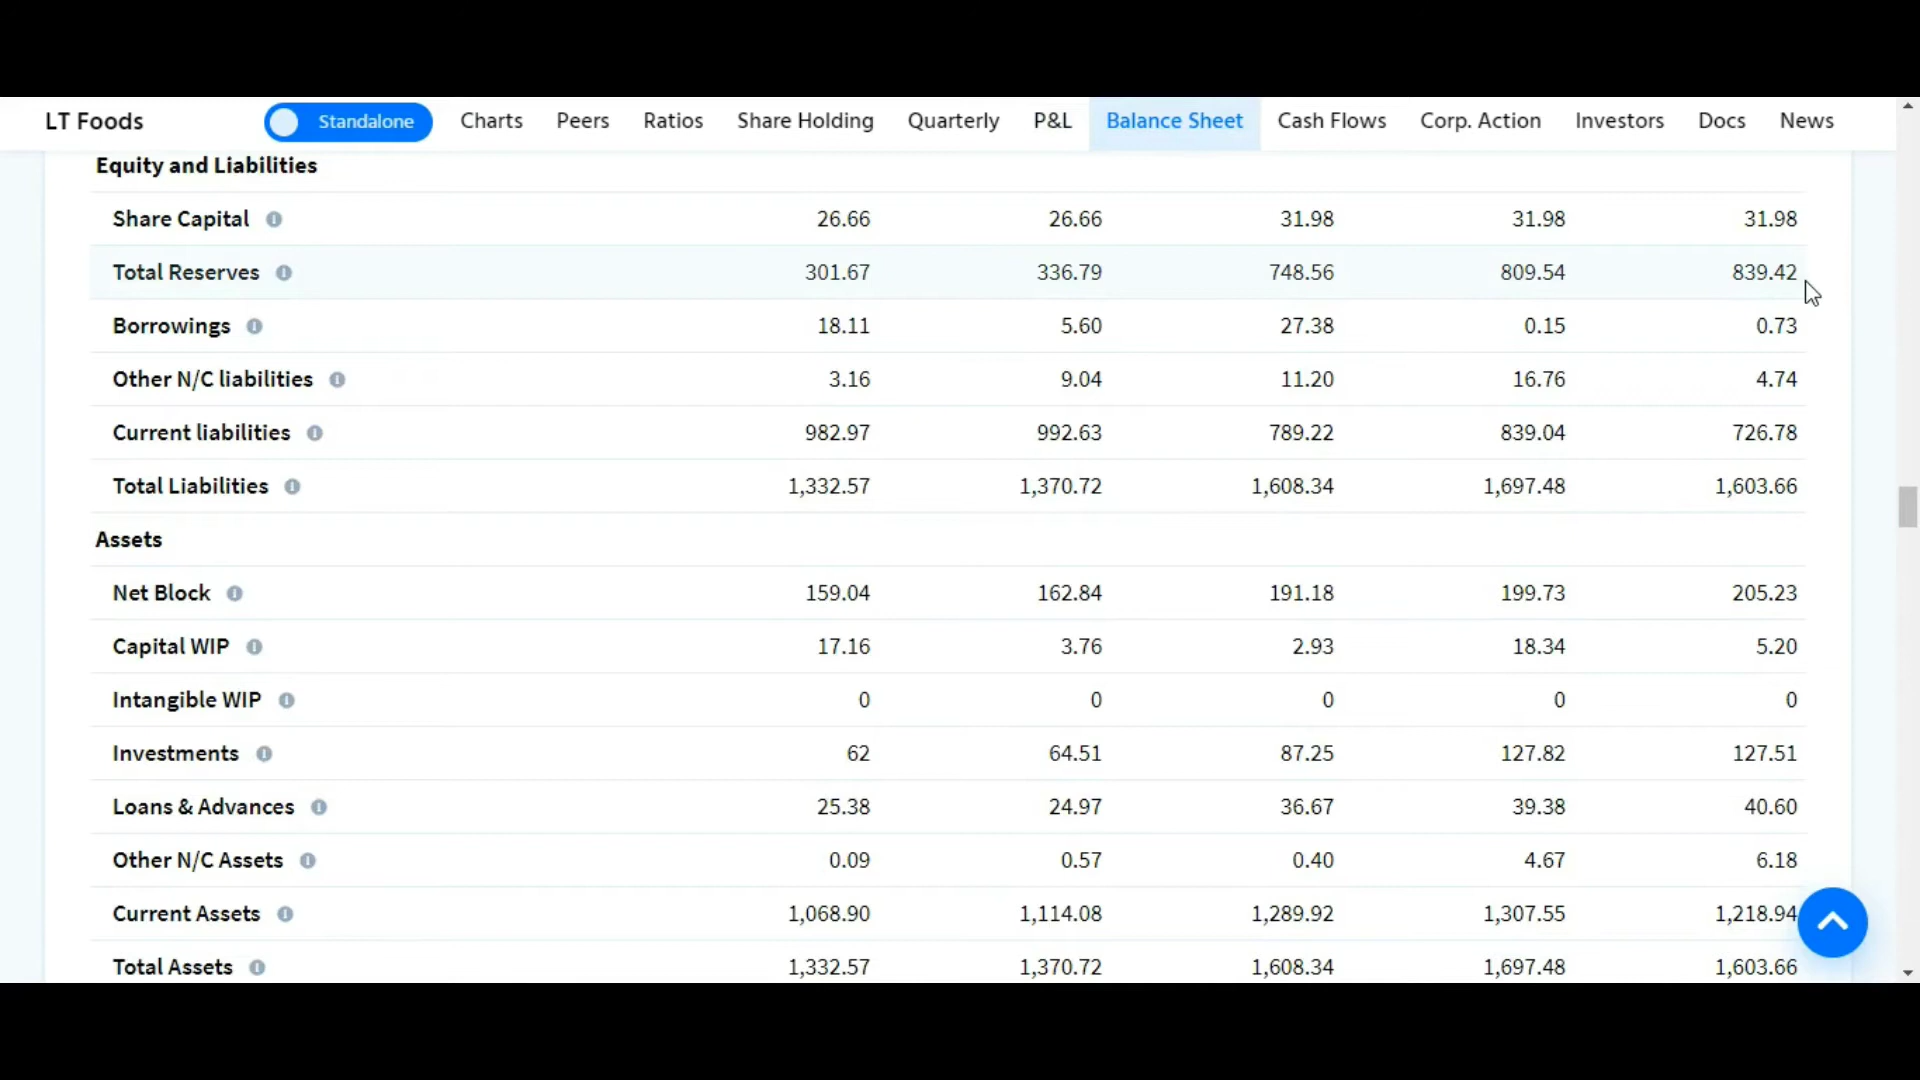 LT Foods Standalone Charts Peers Ratios Share Holding Quarterly P&L Balance Sheet Cash Flows Corp. Action Investors Docs News
Equity and Liabilities
Share Capital 26.66 26.66 31.98 31.98 31.98
Total Reserves 301.67 336.79 748.56 809.54 839.42
Borrowings 18.11 5.60 27.38 0.15 0.73
Other N/C liabilities 3.16 9.04 11.20 16.76 4.74
Current liabilities 982.97 992.63 789.22 839.04 726.78
Total Liabilities 1,332.57 1,370.72 1,608.34 1,697.48 1,603.66
Assets
Net Block 159.04 162.84 191.18 199.73 205.23
Capital WIP 17.16 3.76 2.93 18.34 5.20
Intangible WIP 0 0 0 0 0
Investments 62 64.51 87.25 127.82 127.51
Loans & Advances 25.38 24.97 36.67 39.38 40.60
Other N/C Assets 0.09 0.57 0.40 4.67 6.18
Current Assets 1,068.90 1,114.08 1,289.92 1,307.55 1,218.94
Total Assets 1,332.57 1,370.72 1,608.34 1,697.48 1,603.66